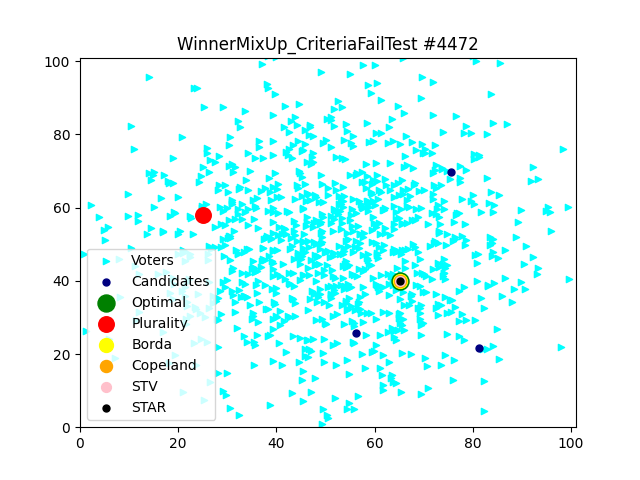 WinnerMixUp_CriteriaFailTest #4472
100
80
60
40
20
0
0
20
40
60
80
100
Voters
Candidates
Optimal
Plurality
Borda
Copeland
STV
STAR